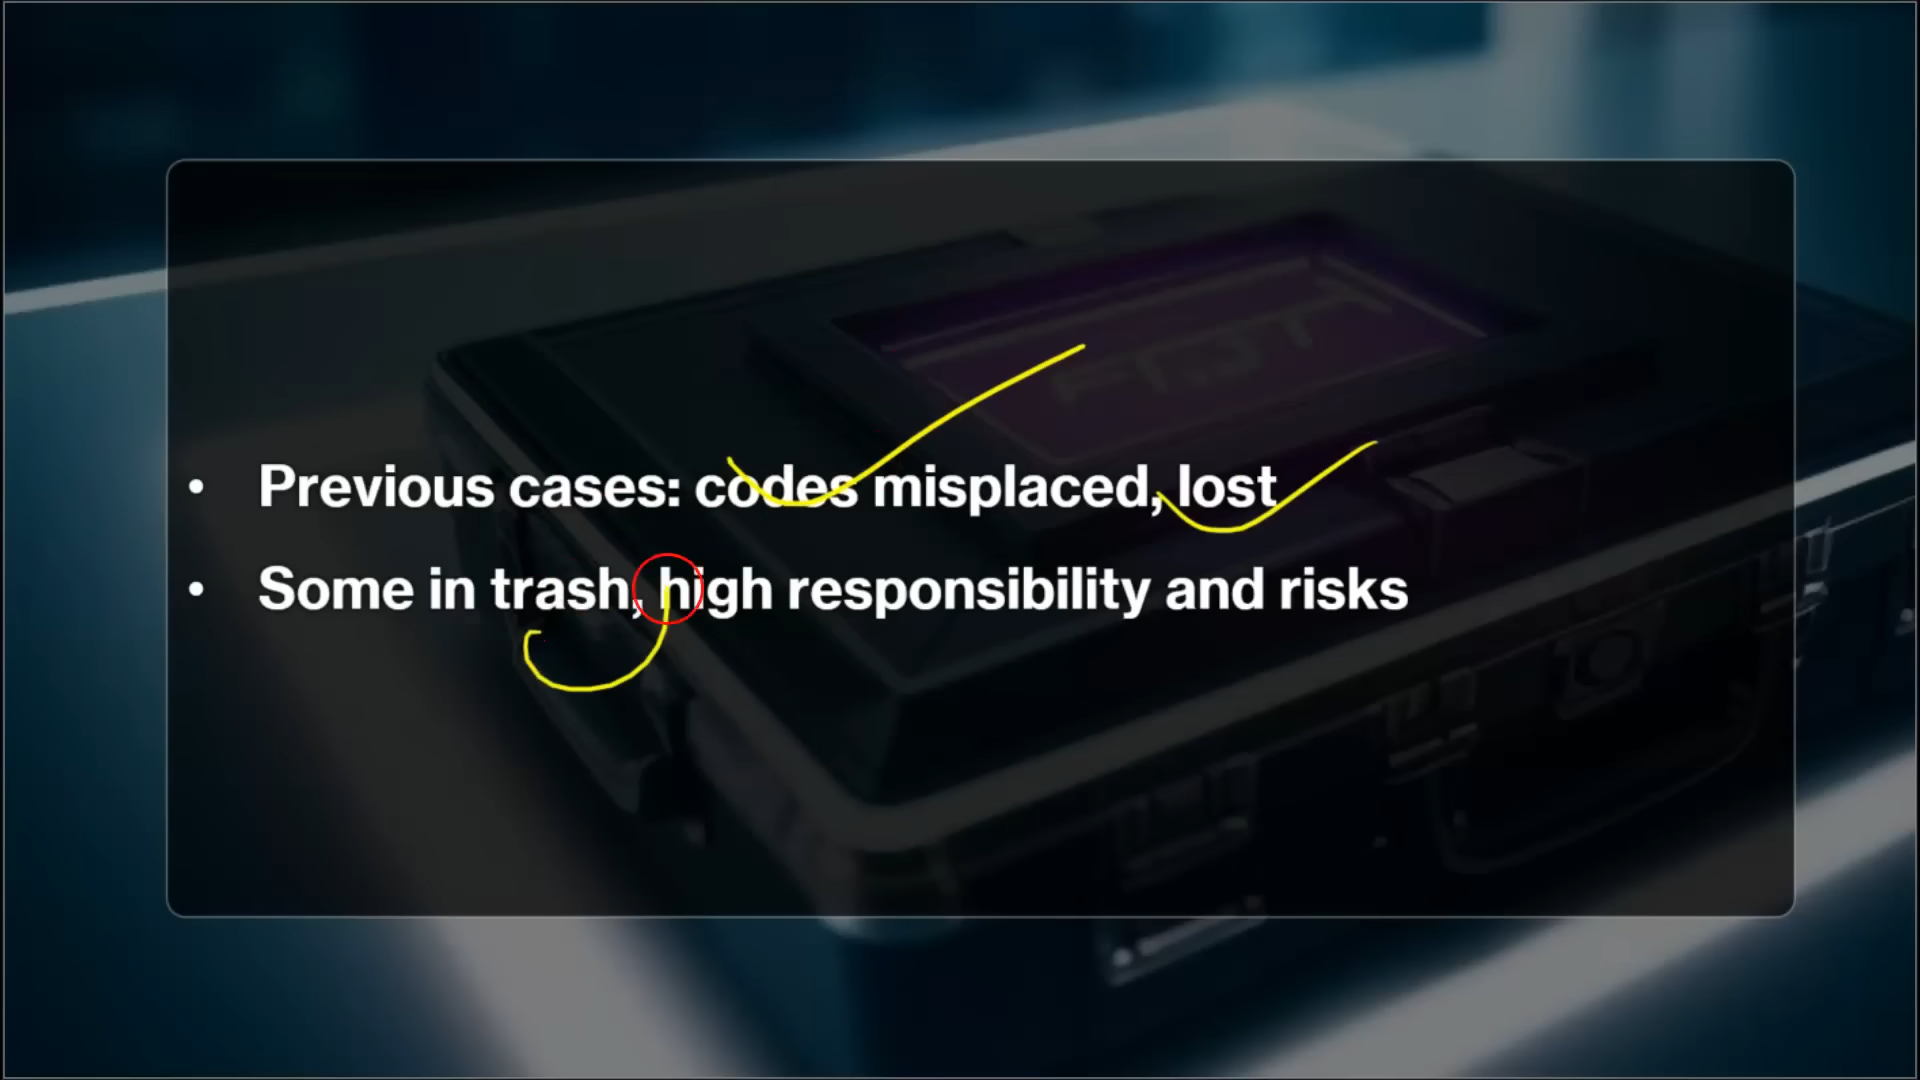 • Previous cases: codes misplaced, lost
• Some in trash, high responsibility and risks